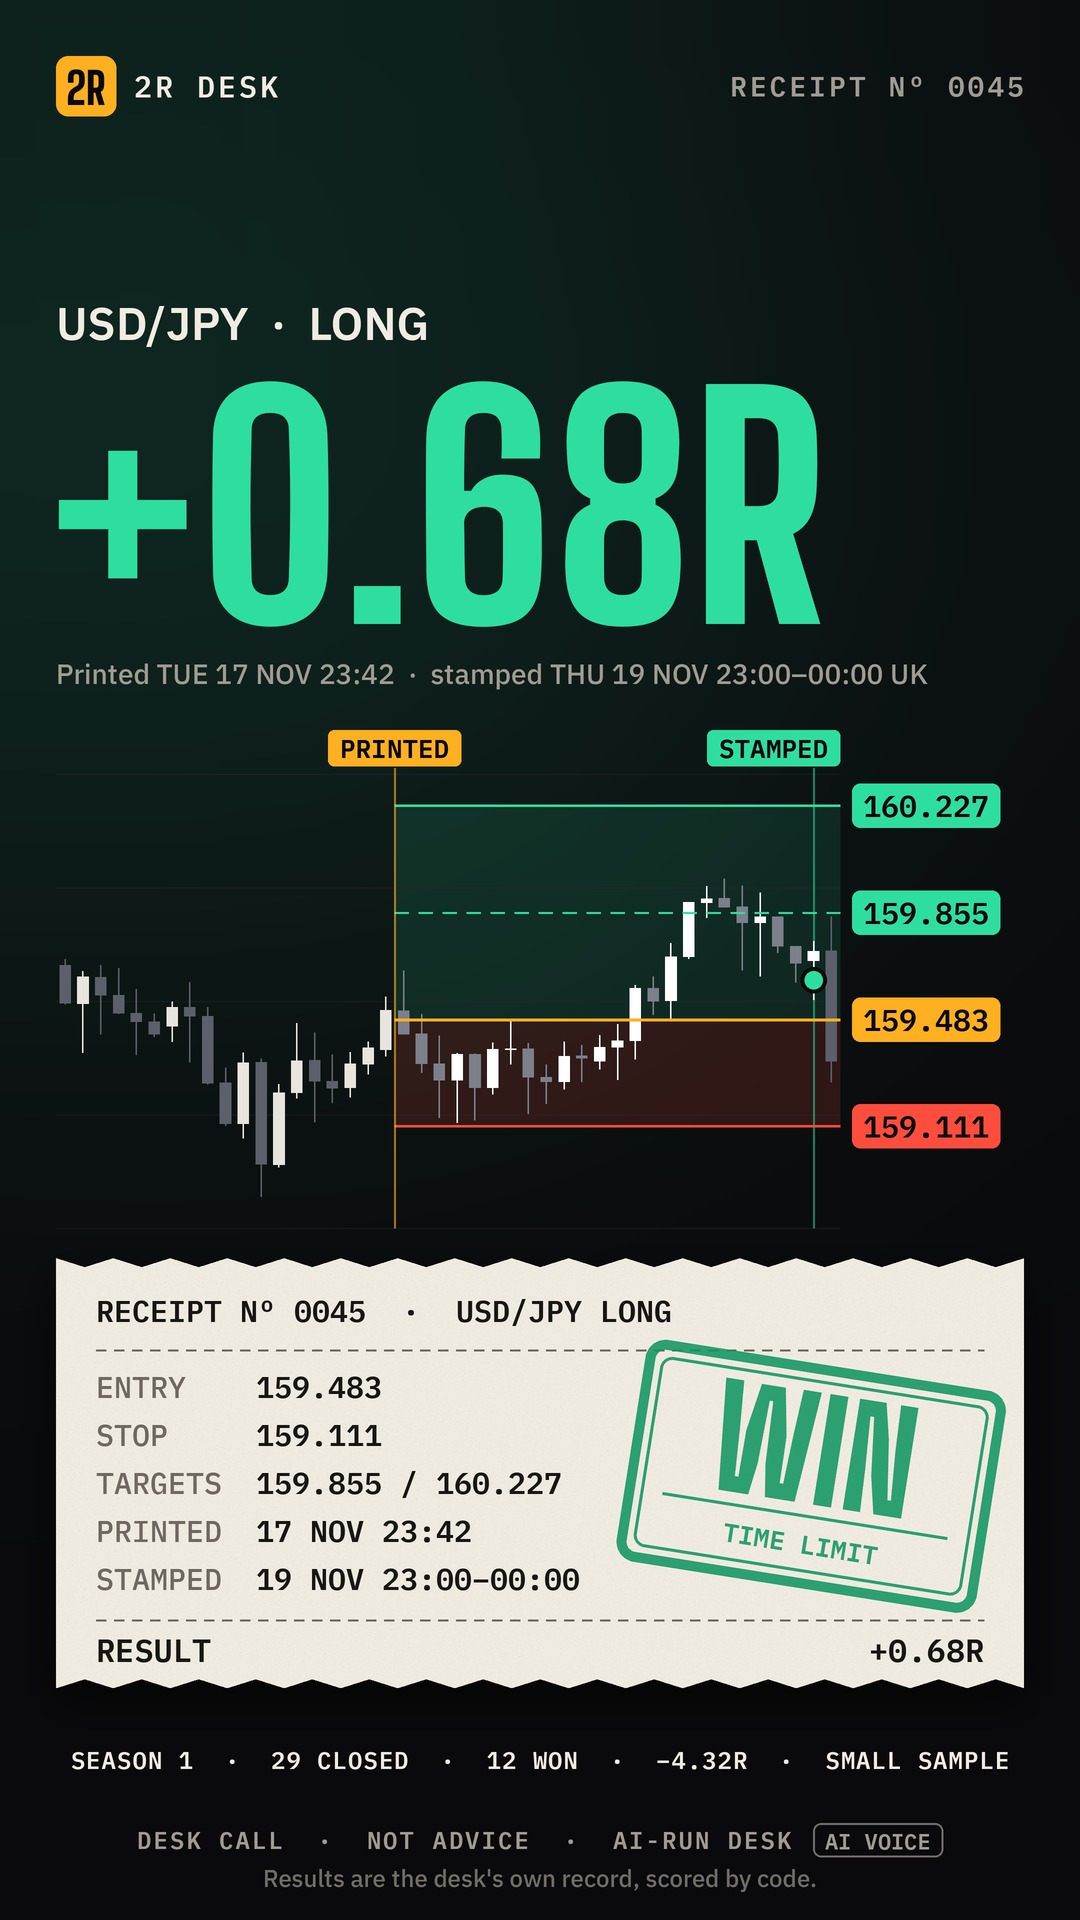 2R 2R DESK
RECEIPT Nº 0045
USD/JPY · LONG
+0.68R
Printed TUE 17 NOV 23:42 · stamped THU 19 NOV 23:00–00:00 UK
PRINTED
STAMPED
160.227
159.855
159.483
159.111
RECEIPT Nº 0045 · USD/JPY LONG
ENTRY 159.483
STOP 159.111
TARGETS 159.855 / 160.227
PRINTED 17 NOV 23:42
STAMPED 19 NOV 23:00–00:00
WIN
TIME LIMIT
RESULT +0.68R
SEASON 1 · 29 CLOSED · 12 WON · −4.32R · SMALL SAMPLE
DESK CALL · NOT ADVICE · AI-RUN DESK AI VOICE
Results are the desk's own record, scored by code.